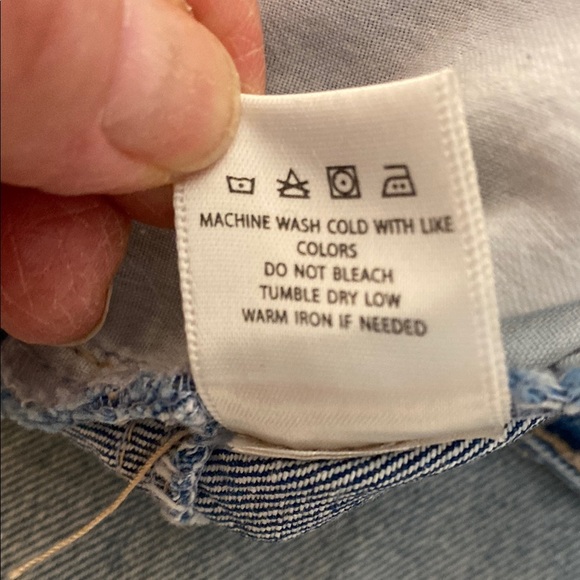 MACHINE WASH COLD WITH LIKE
COLORS
DO NOT BLEACH
TUMBLE DRY LOW
WARM IRON IF NEEDED